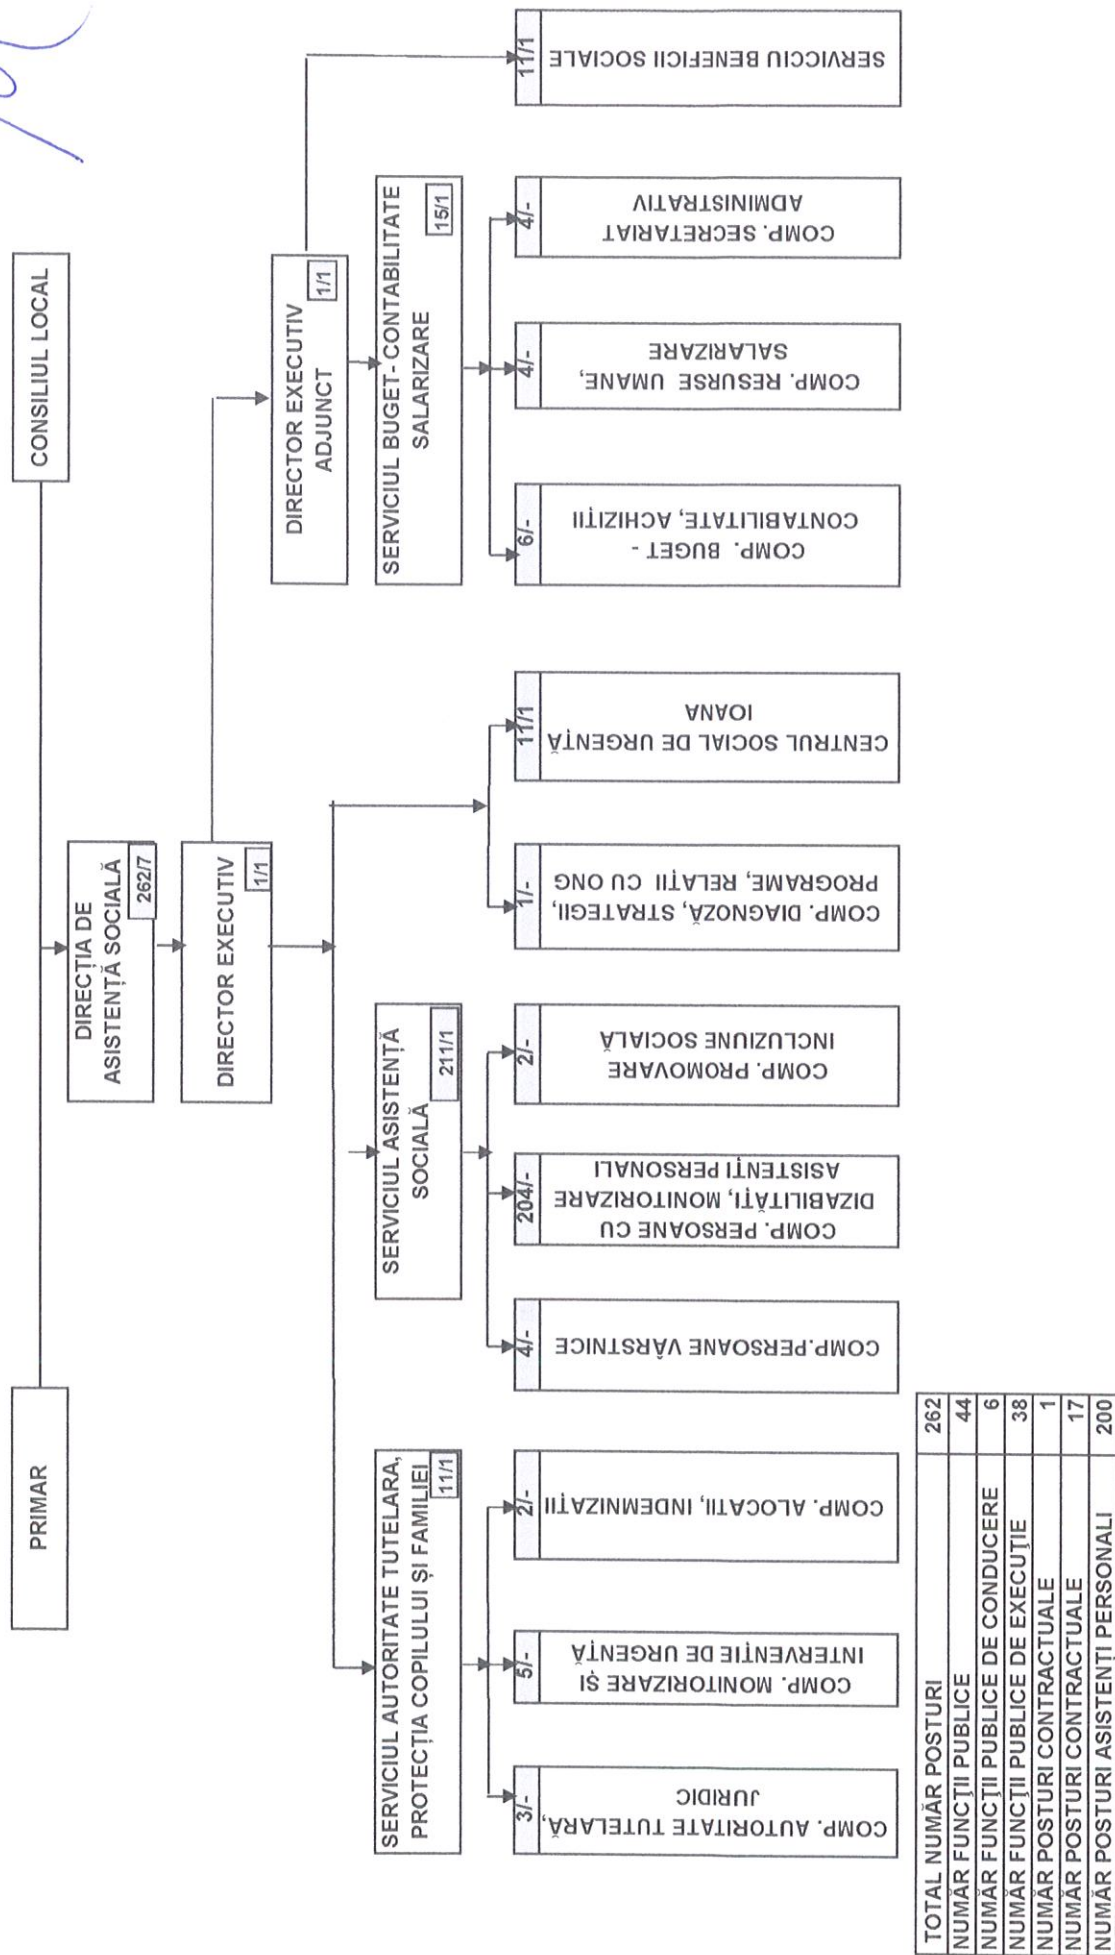 PRIMAR
CONSILIUL LOCAL
DIRECȚIA DE
ASISTENȚĂ SOCIALĂ
262/7
DIRECTOR EXECUTIV
1/1
DIRECTOR EXECUTIV
ADJUNCT
1/1
SERVICIUL AUTORITATE TUTELARA,
PROTECȚIA COPILULUI ȘI FAMILIEI
11/1
SERVICIUL ASISTENȚĂ
SOCIALĂ
211/1
SERVICIUL BUGET- CONTABILITATE
SALARIZARE
15/1
3/-
COMP. AUTORITATE TUTELARĂ,
JURIDIC
5/-
COMP. MONITORIZARE ȘI
INTERVENȚIE DE URGENȚĂ
2/-
COMP. ALOCATII, INDEMNIZAȚII
4/-
COMP.PERSOANE VÂRSTNICE
204/-
COMP. PERSOANE CU
DIZABILITĂȚI, MONITORIZARE
ASISTENȚI PERSONALI
2/-
COMP. PROMOVARE
INCLUZIUNE SOCIALĂ
1/-
COMP. DIAGNOZĂ, STRATEGII,
PROGRAME, RELAȚII CU ONG
11/1
CENTRUL SOCIAL DE URGENȚĂ
IOANA
6/-
COMP. BUGET -
CONTABILITATE, ACHIZIȚII
4/-
COMP. RESURSE UMANE,
SALARIZARE
4/-
COMP. SECRETARIAT
ADMINISTRATIV
11/1
SERVICCIU BENEFICII SOCIALE
TOTAL NUMĂR POSTURI 262
NUMĂR FUNCȚII PUBLICE 44
NUMĂR FUNCȚII PUBLICE DE CONDUCERE 6
NUMĂR FUNCȚII PUBLICE DE EXECUȚIE 38
NUMĂR POSTURI CONTRACTUALE 1
NUMĂR POSTURI CONTRACTUALE 17
NUMĂR POSTURI ASISTENȚI PERSONALI 200